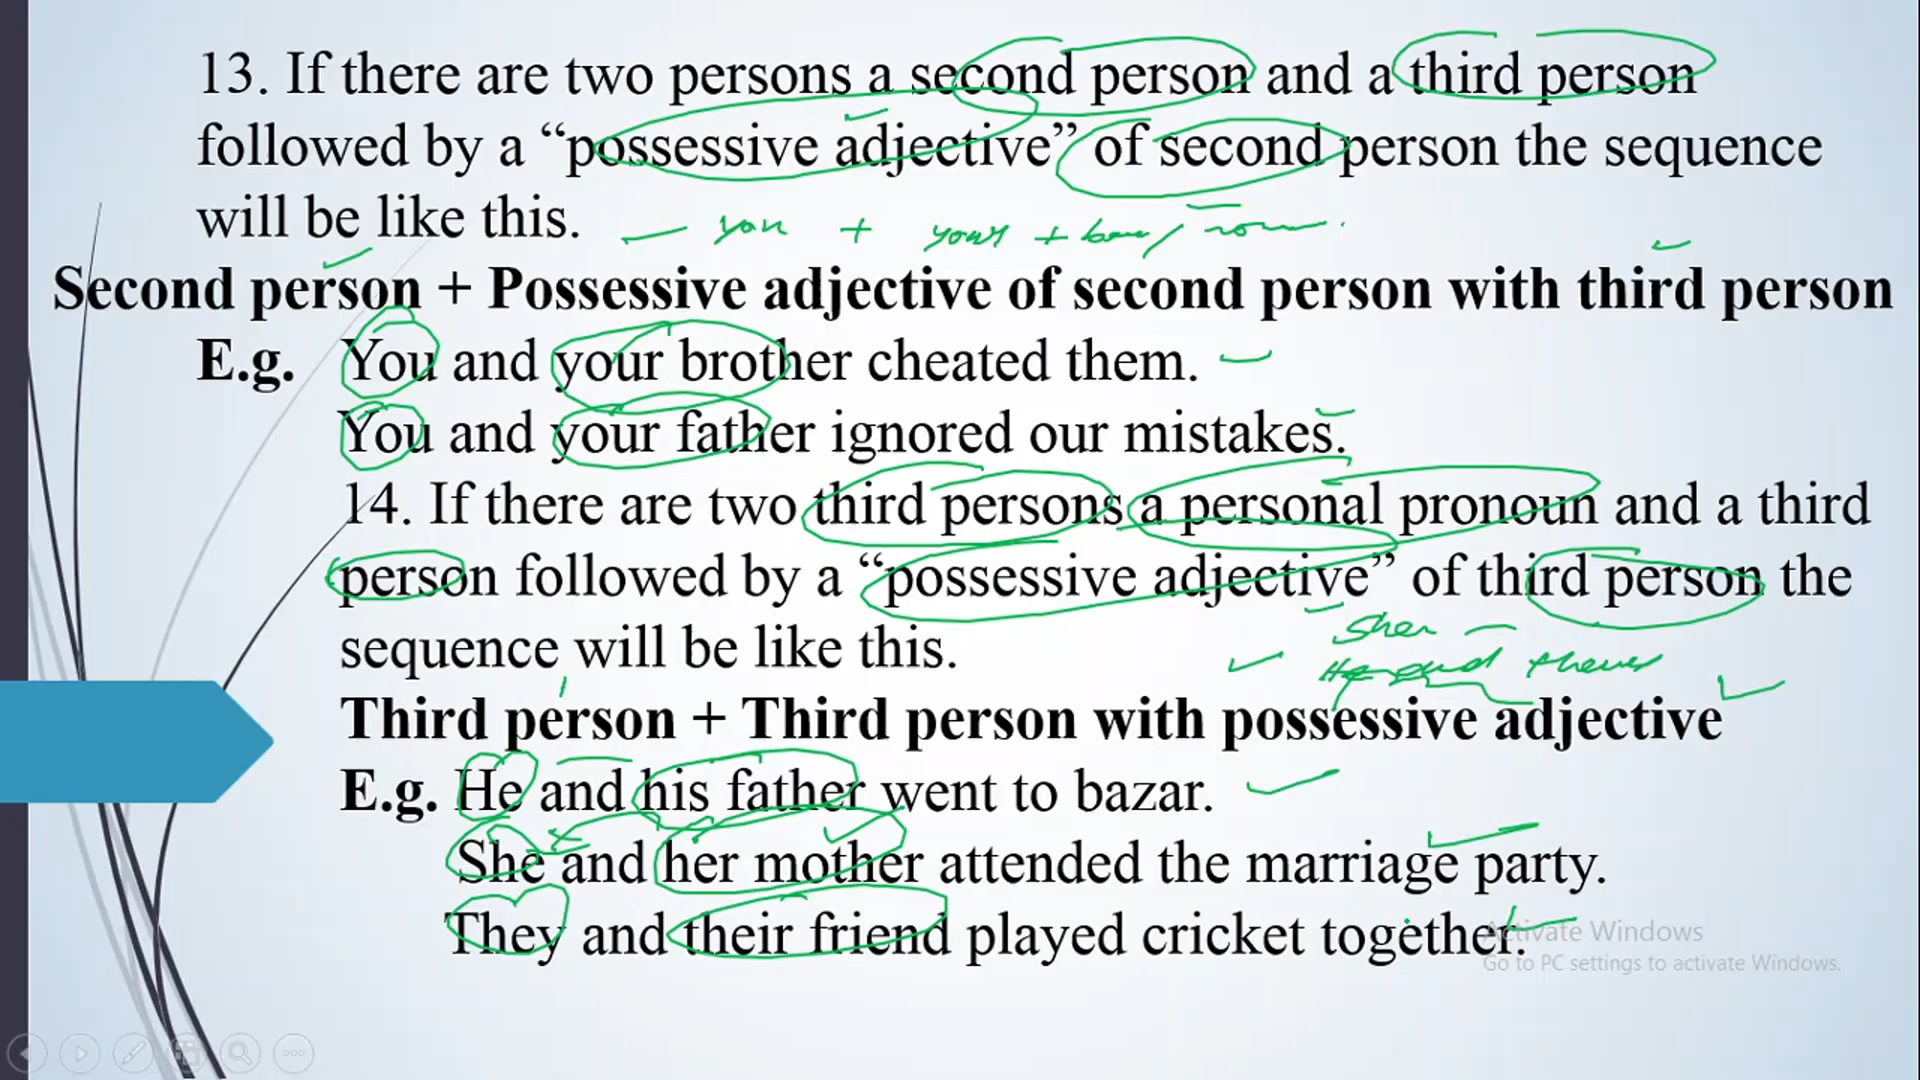 13. If there are two persons a second person and a third person
followed by a “possessive adjective” of second person the sequence
will be like this.
you + your +
Second person + Possessive adjective of second person with third person
E.g. You and your brother cheated them.
You and your father ignored our mistakes.
14. If there are two third persons a personal pronoun and a third
person followed by a “possessive adjective” of third person the
sequence will be like this.
Third person + Third person with possessive adjective
E.g. He and his father went to bazar.
She and her mother attended the marriage party.
They and their friend played cricket together.
Activate Windows
Go to PC settings to activate Windows.